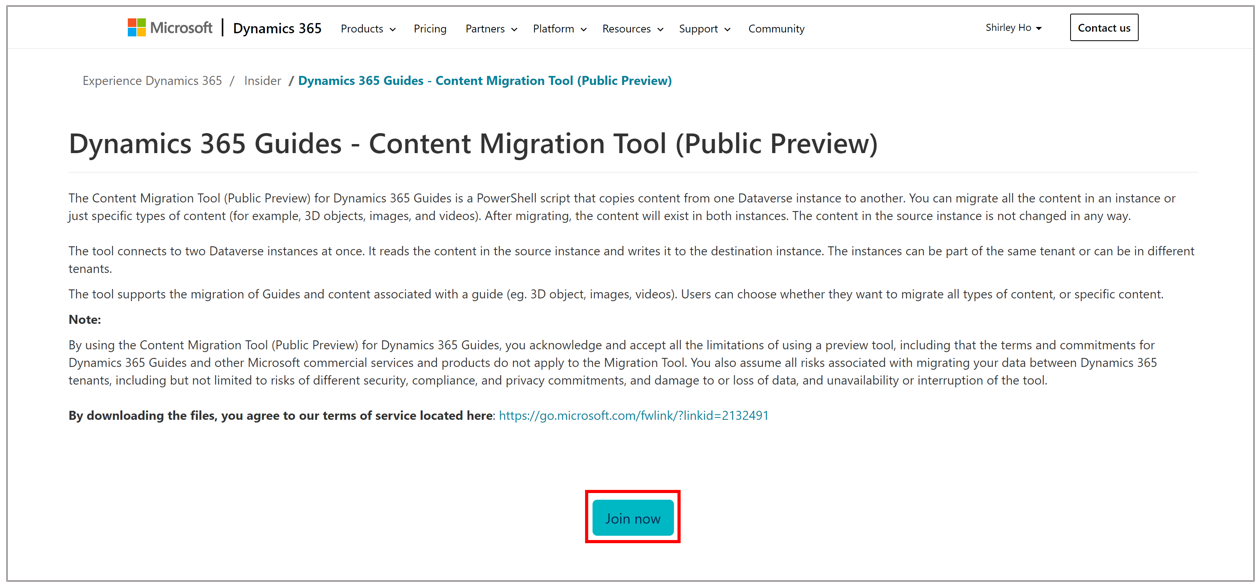 Microsoft | Dynamics 365 Products Pricing Partners Platform Resources Support Community Shirley Ho Contact us
Experience Dynamics 365 / Insider / Dynamics 365 Guides - Content Migration Tool (Public Preview)
Dynamics 365 Guides - Content Migration Tool (Public Preview)
The Content Migration Tool (Public Preview) for Dynamics 365 Guides is a PowerShell script that copies content from one Dataverse instance to another. You can migrate all the content in an instance or
just specific types of content (for example, 3D objects, images, and videos). After migrating, the content will exist in both instances. The content in the source instance is not changed in any way.
The tool connects to two Dataverse instances at once. It reads the content in the source instance and writes it to the destination instance. The instances can be part of the same tenant or can be in different
tenants.
The tool supports the migration of Guides and content associated with a guide (eg. 3D object, images, videos). Users can choose whether they want to migrate all types of content, or specific content.
Note:
By using the Content Migration Tool (Public Preview) for Dynamics 365 Guides, you acknowledge and accept all the limitations of using a preview tool, including that the terms and commitments for
Dynamics 365 Guides and other Microsoft commercial services and products do not apply to the Migration Tool. You also assume all risks associated with migrating your data between Dynamics 365
tenants, including but not limited to risks of different security, compliance, and privacy commitments, and damage to or loss of data, and unavailability or interruption of the tool.
By downloading the files, you agree to our terms of service located here: https://go.microsoft.com/fwlink/?linkid=2132491
Join now